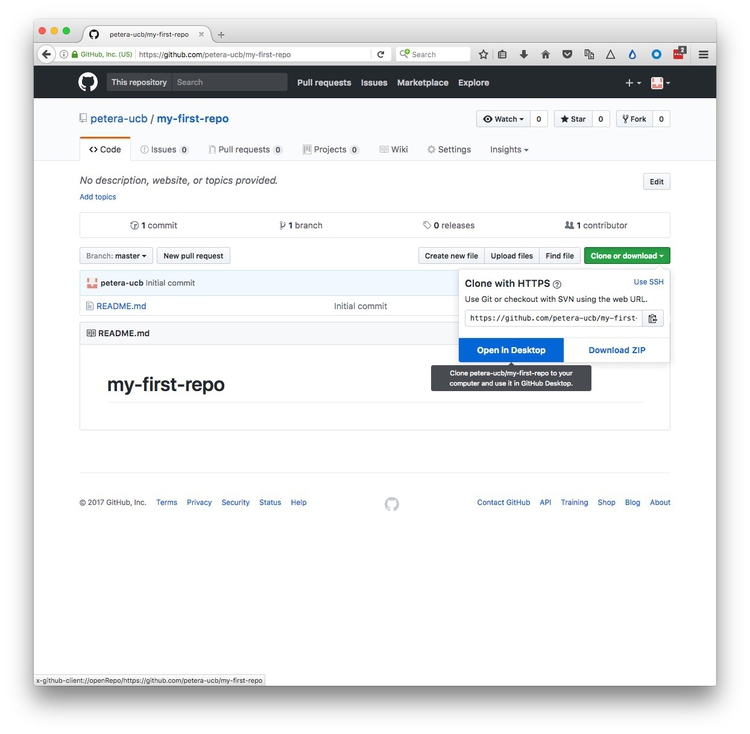 petera-ucb/my-first-repo
GitHub, Inc. (US) https://github.com/petera-ucb/my-first-repo Search
2
This repository Search Pull requests Issues Marketplace Explore
petera-ucb / my-first-repo Watch 0 Star 0 Fork 0
Code Issues 0 Pull requests 0 Projects 0 Wiki Settings Insights
No description, website, or topics provided. Edit
Add topics
1 commit 1 branch 0 releases 1 contributor
Branch: master New pull request Create new file Upload files Find file Clone or download
petera-ucb Initial commit
README.md Initial commit
Clone with HTTPS Use SSH
Use Git or checkout with SVN using the web URL.
https://github.com/petera-ucb/my-first-
Open in Desktop Download ZIP
Clone petera-ucb/my-first-repo to your
computer and use it in GitHub Desktop.
README.md
my-first-repo
© 2017 GitHub, Inc. Terms Privacy Security Status Help Contact GitHub API Training Shop Blog About
x-github-client://openRepo/https://github.com/petera-ucb/my-first-repo